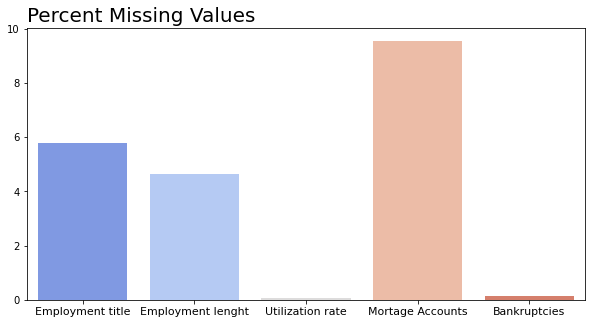 Percent Missing Values
10
8
6
4
2
0
Employment title
Employment lenght
Utilization rate
Mortage Accounts
Bankruptcies